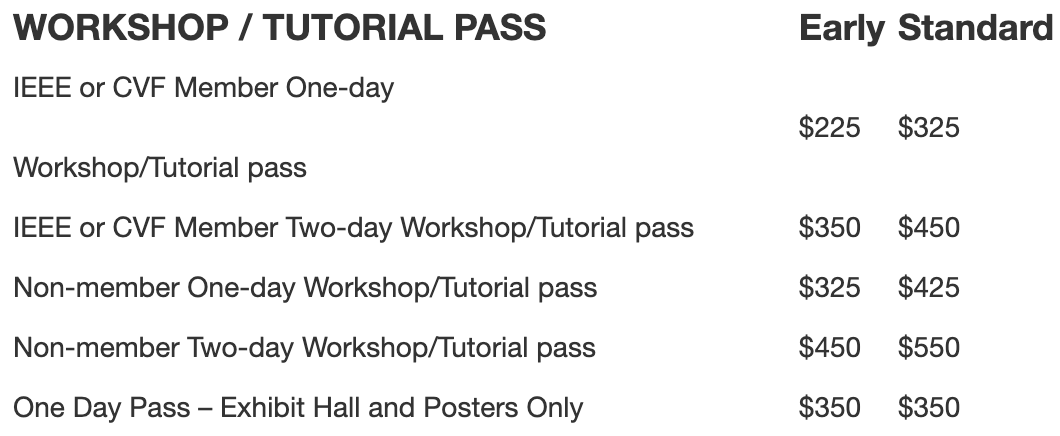 WORKSHOP / TUTORIAL PASS Early Standard
IEEE or CVF Member One-day
$225 $325
Workshop/Tutorial pass
IEEE or CVF Member Two-day Workshop/Tutorial pass $350 $450
Non-member One-day Workshop/Tutorial pass $325 $425
Non-member Two-day Workshop/Tutorial pass $450 $550
One Day Pass – Exhibit Hall and Posters Only $350 $350